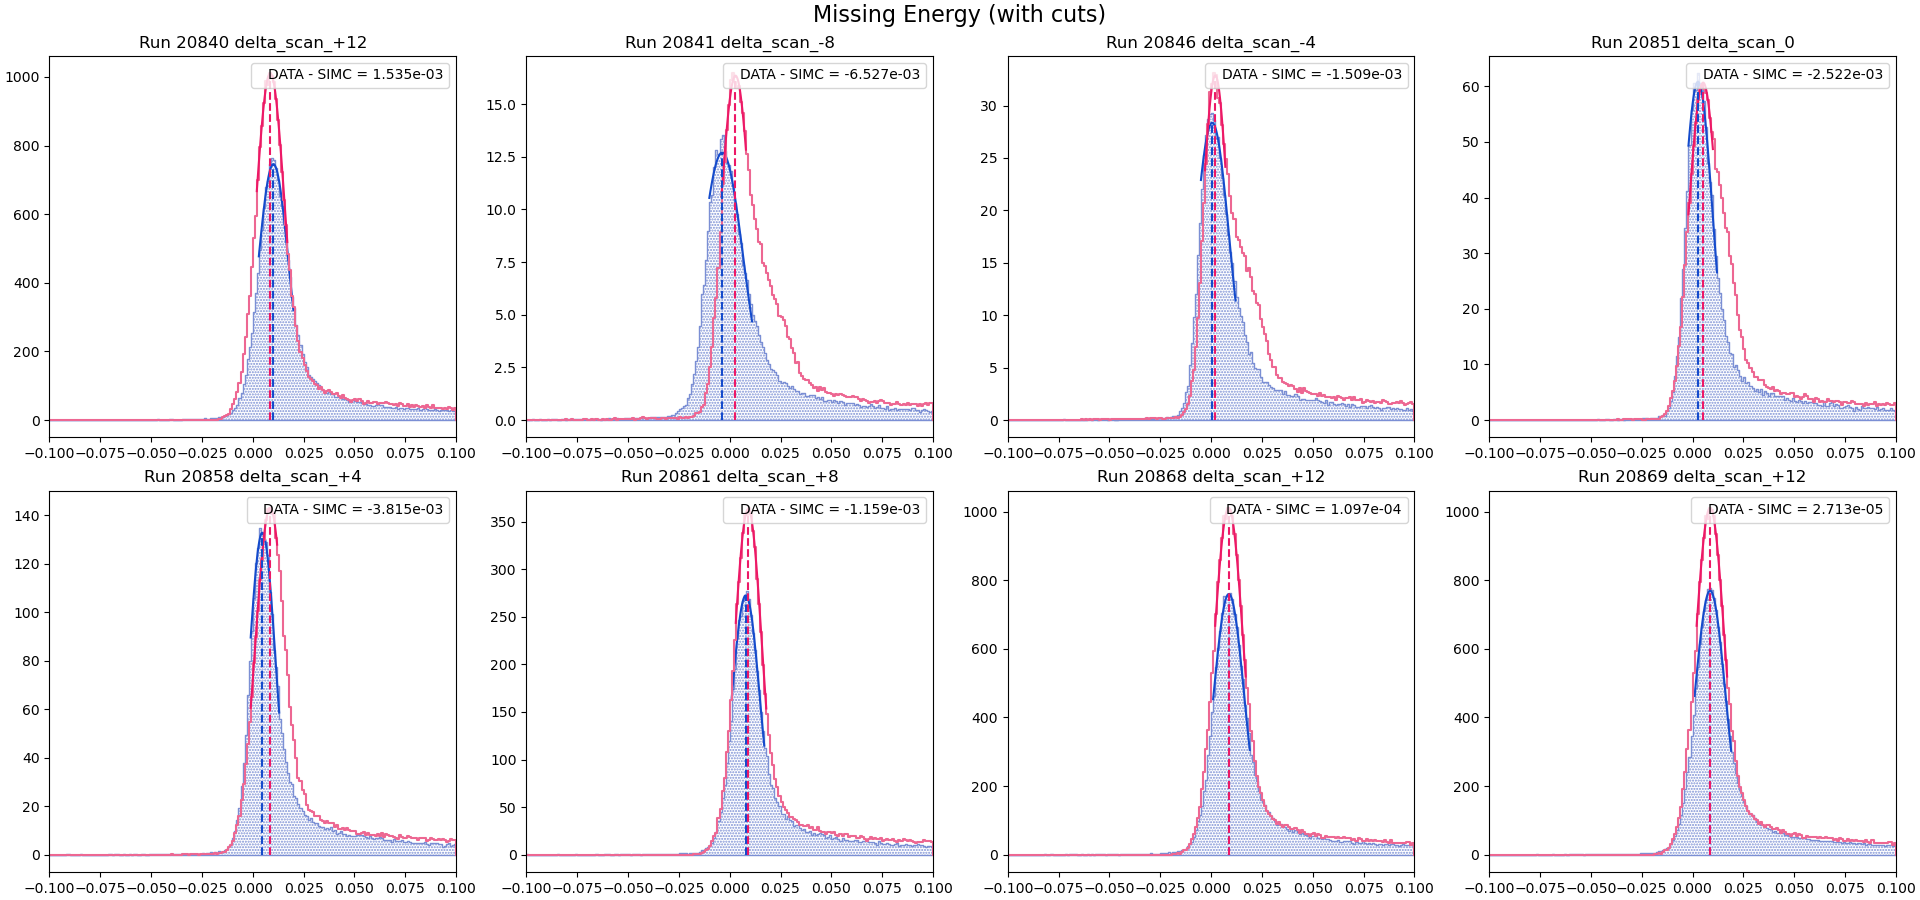 Missing Energy (with cuts)
Run 20840 delta_scan_+12
DATA - SIMC = 1.535e-03
1000
800
600
400
200
0
−0.100−0.075−0.050−0.025 0.000 0.025 0.050 0.075 0.100
Run 20841 delta_scan_-8
DATA - SIMC = -6.527e-03
15.0
12.5
10.0
7.5
5.0
2.5
0.0
−0.100−0.075−0.050−0.025 0.000 0.025 0.050 0.075 0.100
Run 20846 delta_scan_-4
DATA - SIMC = -1.509e-03
30
25
20
15
10
5
0
−0.100−0.075−0.050−0.025 0.000 0.025 0.050 0.075 0.100
Run 20851 delta_scan_0
DATA - SIMC = -2.522e-03
60
50
40
30
20
10
0
−0.100−0.075−0.050−0.025 0.000 0.025 0.050 0.075 0.100
Run 20858 delta_scan_+4
DATA - SIMC = -3.815e-03
140
120
100
80
60
40
20
0
−0.100−0.075−0.050−0.025 0.000 0.025 0.050 0.075 0.100
Run 20861 delta_scan_+8
DATA - SIMC = -1.159e-03
350
300
250
200
150
100
50
0
−0.100−0.075−0.050−0.025 0.000 0.025 0.050 0.075 0.100
Run 20868 delta_scan_+12
DATA - SIMC = 1.097e-04
1000
800
600
400
200
0
−0.100−0.075−0.050−0.025 0.000 0.025 0.050 0.075 0.100
Run 20869 delta_scan_+12
DATA - SIMC = 2.713e-05
1000
800
600
400
200
0
−0.100−0.075−0.050−0.025 0.000 0.025 0.050 0.075 0.100